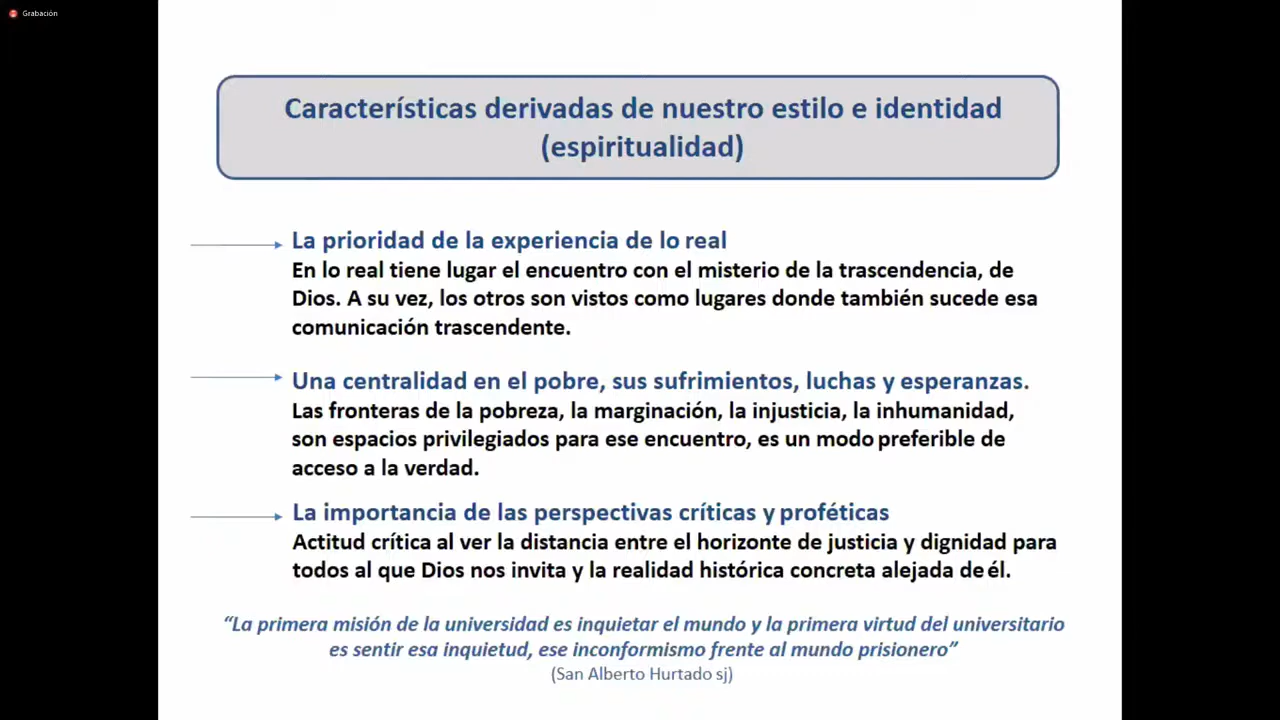 Grabación
Características derivadas de nuestro estilo e identidad
(espiritualidad)
La prioridad de la experiencia de lo real
En lo real tiene lugar el encuentro con el misterio de la trascendencia, de
Dios. A su vez, los otros son vistos como lugares donde también sucede esa
comunicación trascendente.
Una centralidad en el pobre, sus sufrimientos, luchas y esperanzas.
Las fronteras de la pobreza, la marginación, la injusticia, la inhumanidad,
son espacios privilegiados para ese encuentro, es un modo preferible de
acceso a la verdad.
La importancia de las perspectivas críticas y proféticas
Actitud crítica al ver la distancia entre el horizonte de justicia y dignidad para
todos al que Dios nos invita y la realidad histórica concreta alejada de él.
“La primera misión de la universidad es inquietar el mundo y la primera virtud del universitario
es sentir esa inquietud, ese inconformismo frente al mundo prisionero”
(San Alberto Hurtado sj)